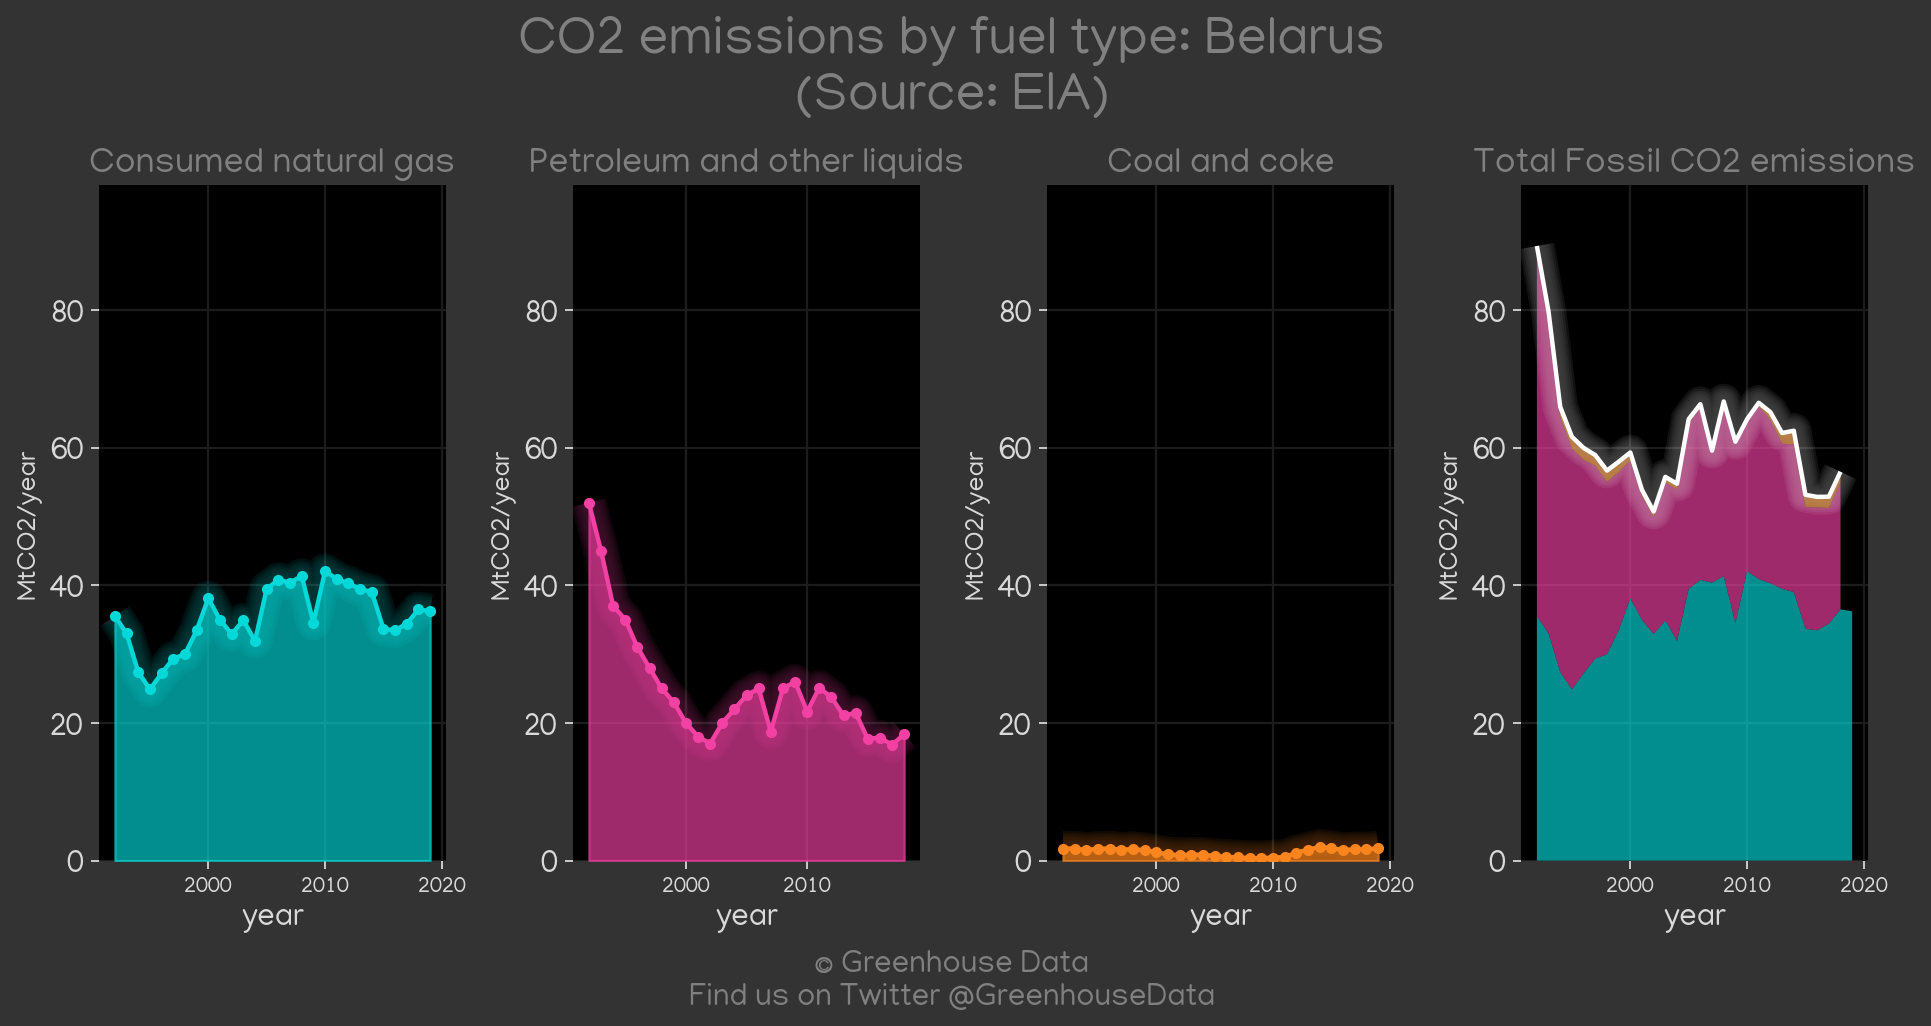 CO2 emissions by fuel type: Belarus
(Source: EIA)
Consumed natural gas
Petroleum and other liquids
Coal and coke
Total Fossil CO2 emissions
MtCO2/year
80
60
40
20
0
2000 2010 2020
year
MtCO2/year
80
60
40
20
0
2000 2010
year
MtCO2/year
80
60
40
20
0
2000 2010 2020
year
MtCO2/year
80
60
40
20
0
2000 2010 2020
year
© Greenhouse Data
Find us on Twitter @GreenhouseData